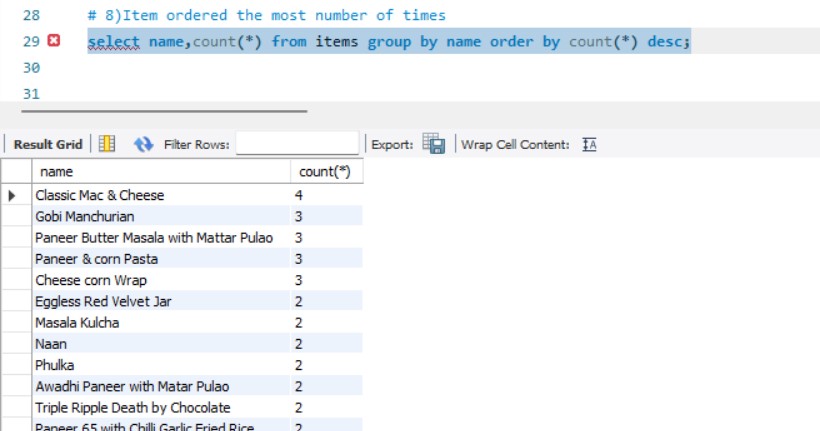 28 # 8)Item ordered the most number of times
29 select name,count(*) from items group by name order by count(*) desc;
30
31
Result Grid Filter Rows: Export: Wrap Cell Content: IA
name count(*)
Classic Mac & Cheese 4
Gobi Manchurian 3
Paneer Butter Masala with Mattar Pulao 3
Paneer & corn Pasta 3
Cheese corn Wrap 3
Eggless Red Velvet Jar 2
Masala Kulcha 2
Naan 2
Phulka 2
Awadhi Paneer with Matar Pulao 2
Triple Ripple Death by Chocolate 2
Paneer 65 with Chilli Garlic Fried Rice 2